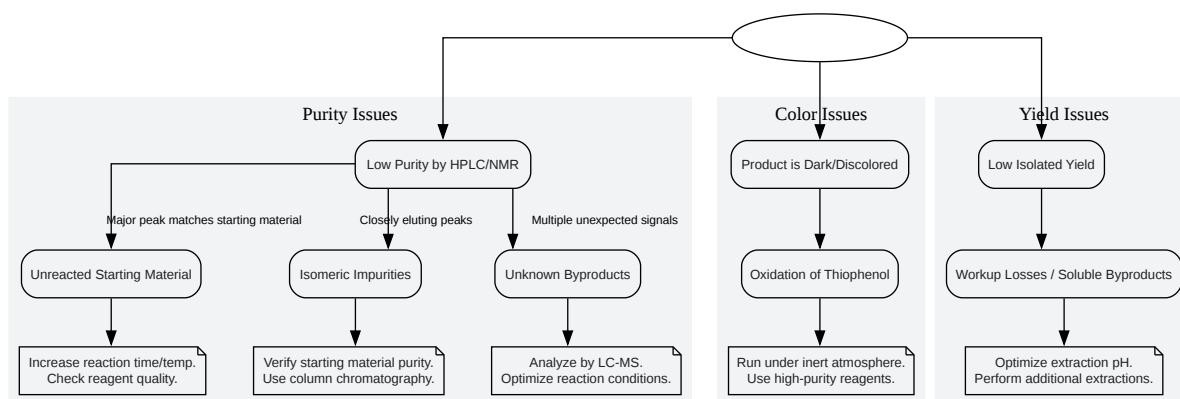 Purity Issues
Color Issues
Yield Issues
Low Purity by HPLC/NMR
Product is Dark/Discolored
Low Isolated Yield
Major peak matches starting material
Closely eluting peaks
Multiple unexpected signals
Unreacted Starting Material
Isomeric Impurities
Unknown Byproducts
Oxidation of Thiophenol
Workup Losses / Soluble Byproducts
Increase reaction time/temp.
Check reagent quality.
Verify starting material purity.
Use column chromatography.
Analyze by LC-MS.
Optimize reaction conditions.
Run under inert atmosphere.
Use high-purity reagents.
Optimize extraction pH.
Perform additional extractions.